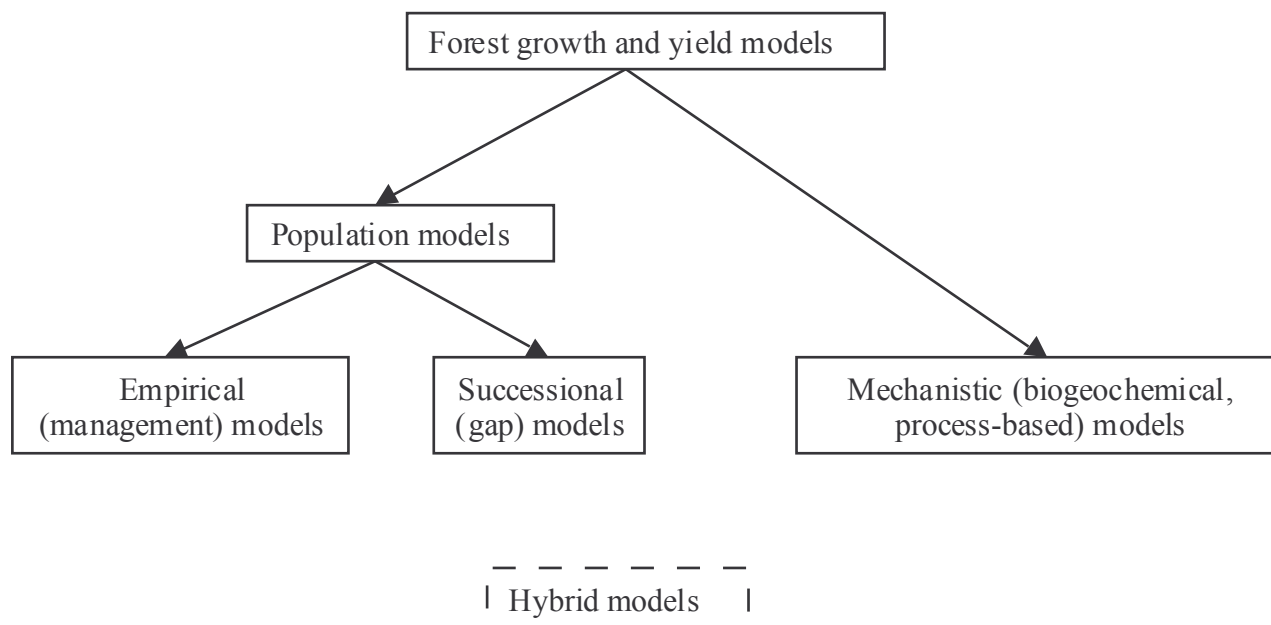 Forest growth and yield models
Population models
Empirical
(management) models
Successional
(gap) models
Mechanistic (biogeochemical,
process-based) models
Hybrid models